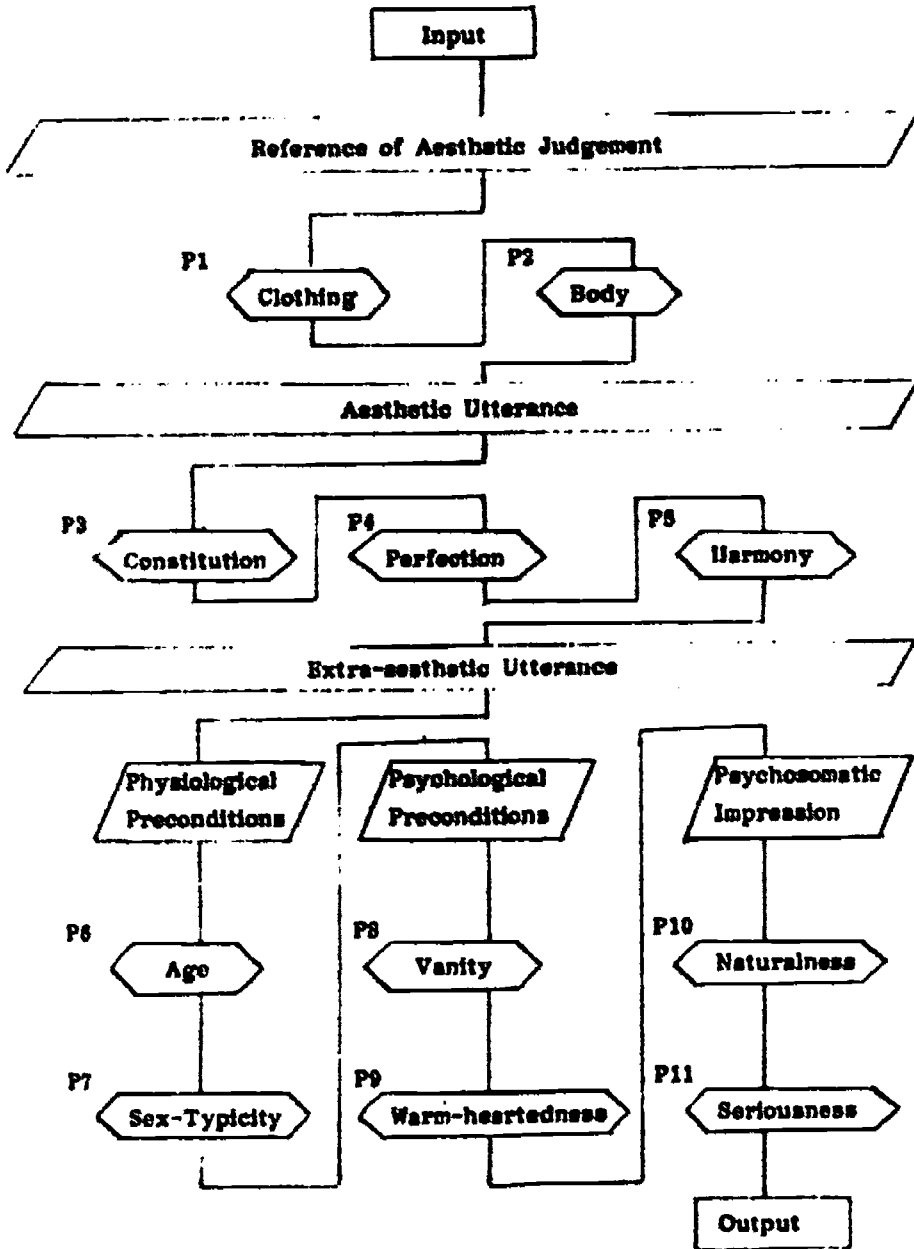 Input
Reference of Aesthetic Judgement
P1
P2
Clothing
Body
Aesthetic Utterance
P3
P4
P5
Constitution
Perfection
Harmony
Extra-aesthetic Utterance
Physiological
Preconditions
Psychological
Preconditions
Psychosomatic
Impression
P6
P8
P10
Age
Vanity
Naturalness
P7
P9
P11
Sex-Typicity
Warm-heartedness
Seriousness
Output